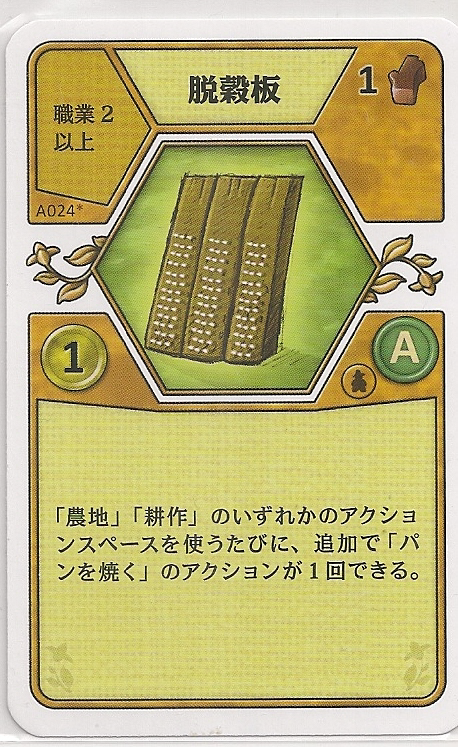 脱穀板
1
職業2
以上
A024*
1
A
「農地」「耕作」のいずれかのアクショ
ンスペースを使うたびに、追加で「パ
ンを焼く」のアクションが1回できる。